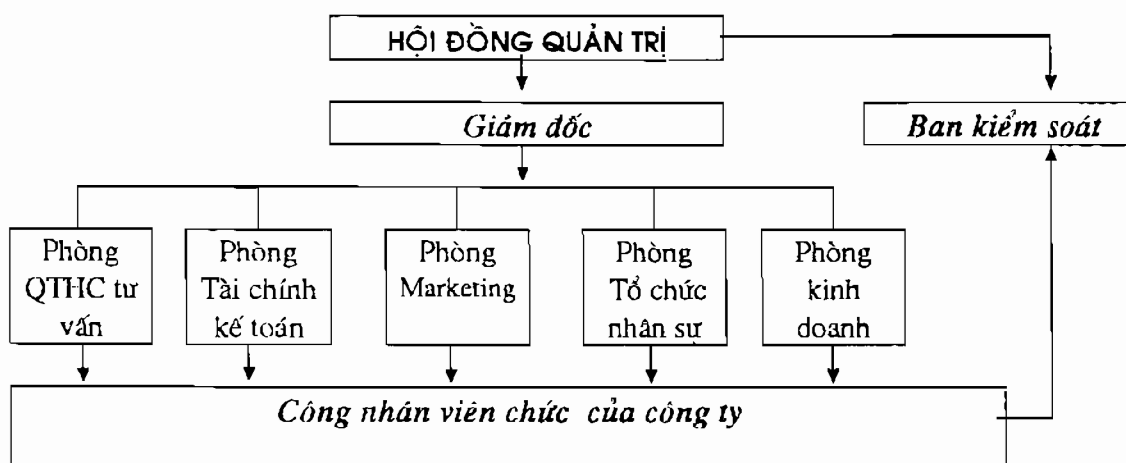 HỘI ĐỒNG QUẢN TRỊ
Giám đốc
Ban kiểm soát
Phòng
QTHC tư
vấn
Phòng
Tài chính
kế toán
Phòng
Marketing
Phòng
Tổ chức
nhân sự
Phòng
kinh
doanh
Công nhân viên chức của công ty